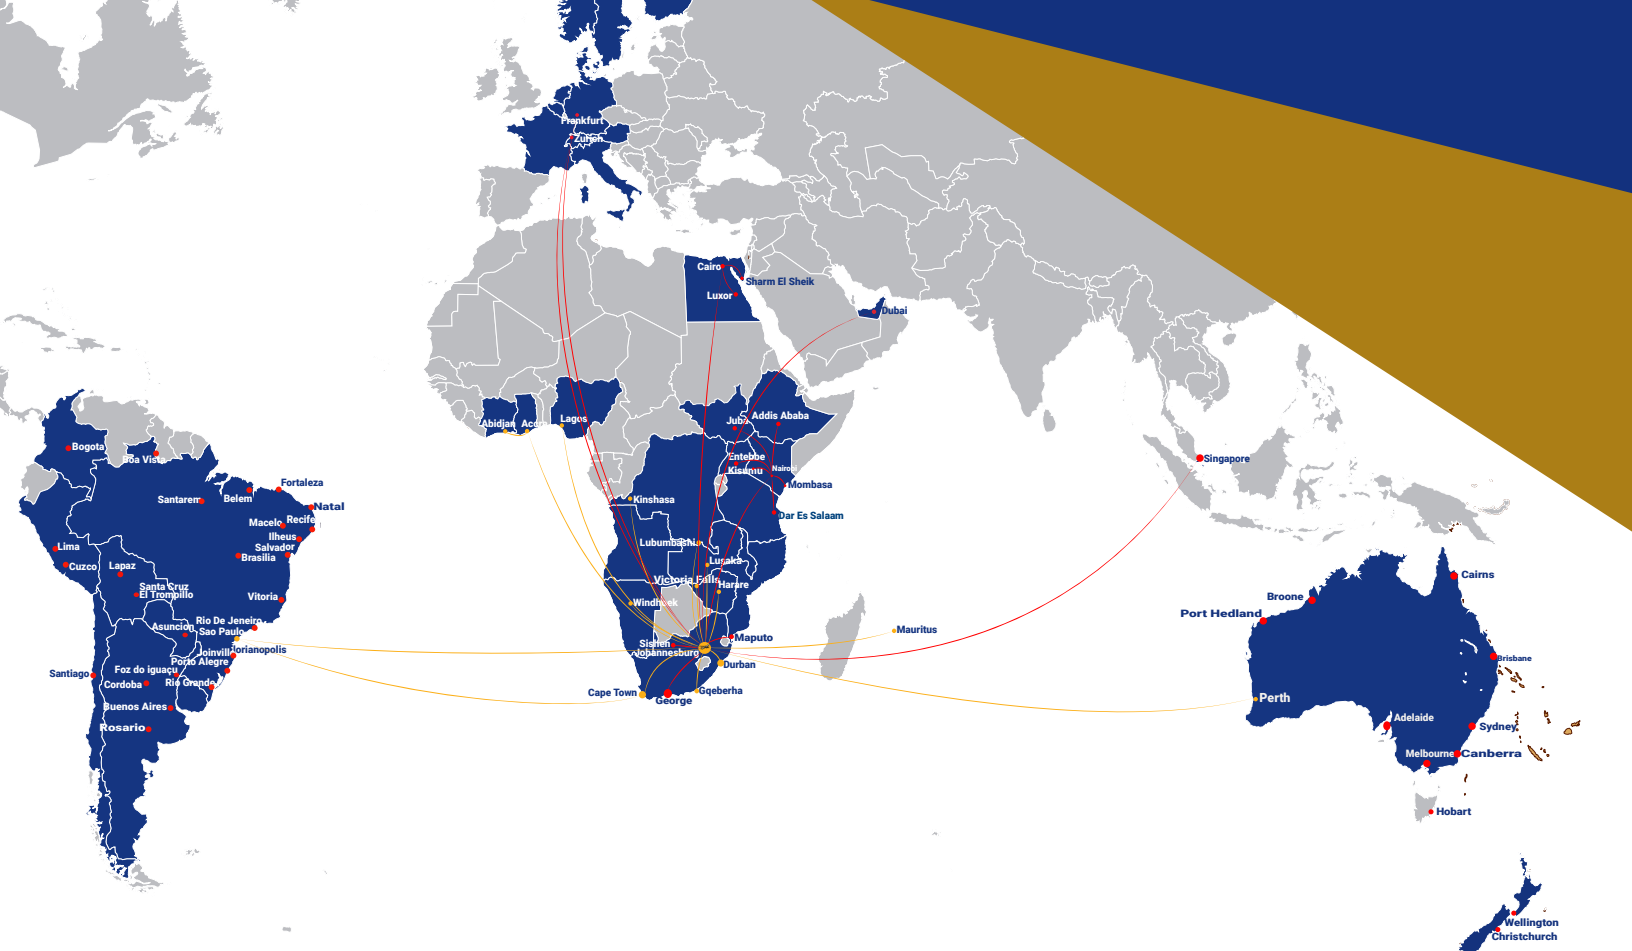 Frankfurt
Zurich
Cairo
Sharm El Sheik
Luxor
Dubai
Abidjan
Accra
Lagos
Juba
Addis Ababa
Entebbe
Kisumu
Nairobi
Mombasa
Kinshasa
Dar Es Salaam
Lubumbashi
Lusaka
Victoria Falls
Harare
Windhoek
Mauritus
Sishen
Johannesburg
Maputo
Durban
Cape Town
George
Gqeberha
Bogota
Boa Vista
Santarem
Belem
Fortaleza
Natal
Macelo
Recife
Ilheus
Salvador
Brasilia
Lima
Cuzco
Lapaz
Santa Cruz
El Trompillo
Vitoria
Rio De Jeneiro
Asuncion
Sao Paulo
Joinville
Florianopolis
Porto Alegre
Santiago
Foz do iguaçu
Cordoba
Rio Grande
Buenos Aires
Rosario
Singapore
Cairns
Broone
Port Hedland
Brisbane
Perth
Adelaide
Sydney
Melbourne
Canberra
Hobart
Wellington
Christchurch